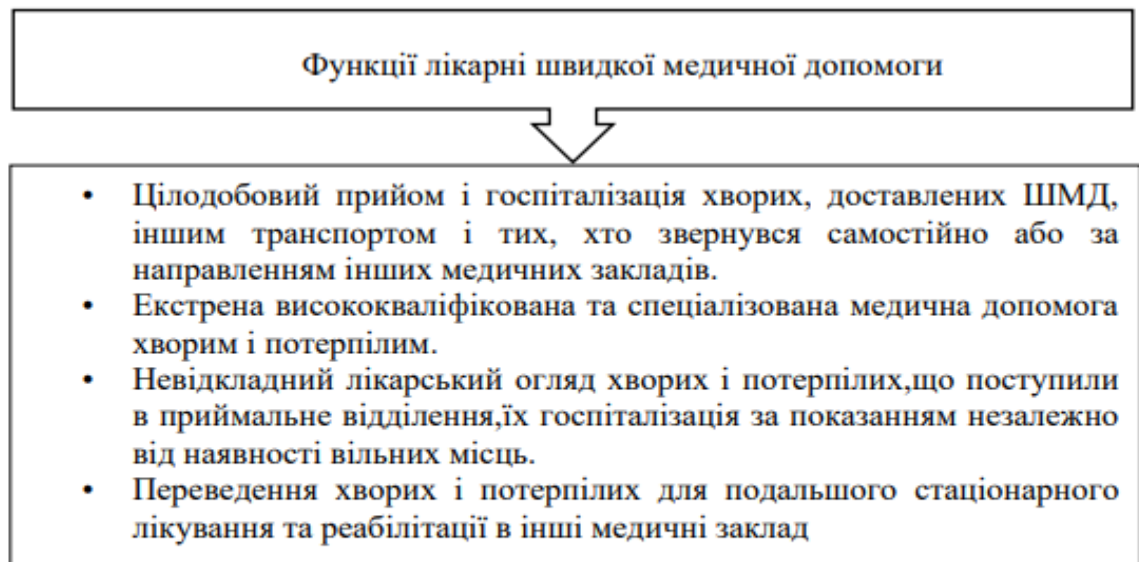 Функції лікарні швидкої медичної допомоги
• Цілодобовий прийом і госпіталізація хворих, доставлених ШМД,
іншим транспортом і тих, хто звернувся самостійно або за
направленням інших медичних закладів.
• Екстрена висококваліфікована та спеціалізована медична допомога
хворим і потерпілим.
• Невідкладний лікарський огляд хворих і потерпілих,що поступили
в приймальне відділення,їх госпіталізація за показанням незалежно
від наявності вільних місць.
• Переведення хворих і потерпілих для подальшого стаціонарного
лікування та реабілітації в інші медичні заклад